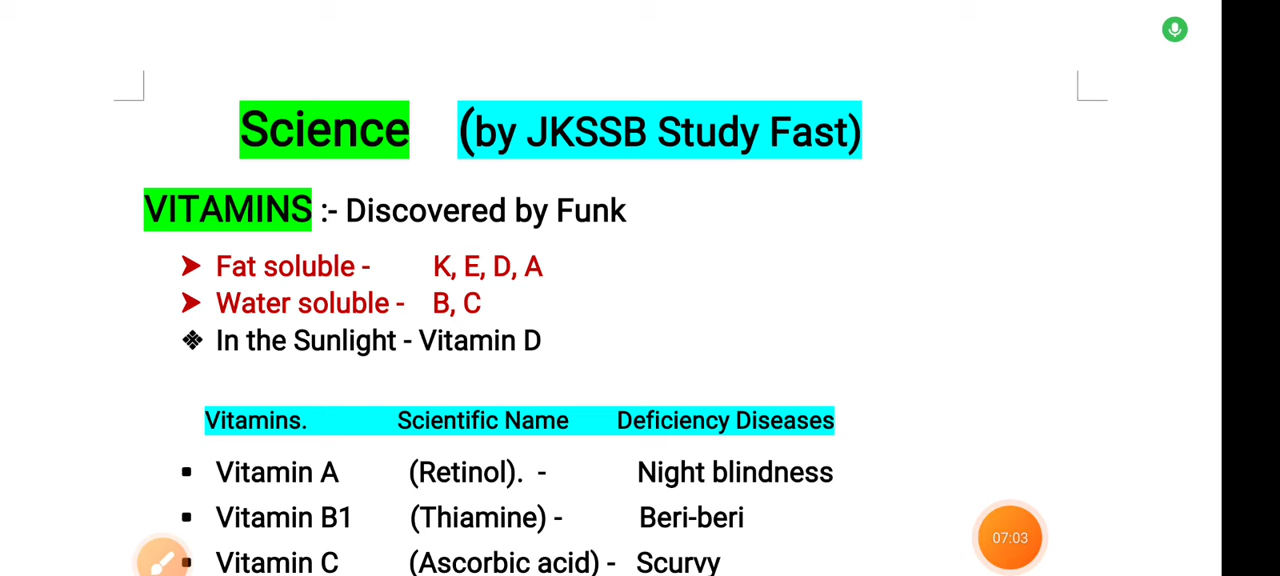 Science (by JKSSB Study Fast)
VITAMINS :- Discovered by Funk
➤ Fat soluble - K, E, D, A
➤ Water soluble - B, C
❖ In the Sunlight - Vitamin D
Vitamins. Scientific Name Deficiency Diseases
▪ Vitamin A (Retinol). - Night blindness
▪ Vitamin B1 (Thiamine) - Beri-beri
▪ Vitamin C (Ascorbic acid) - Scurvy
07:03